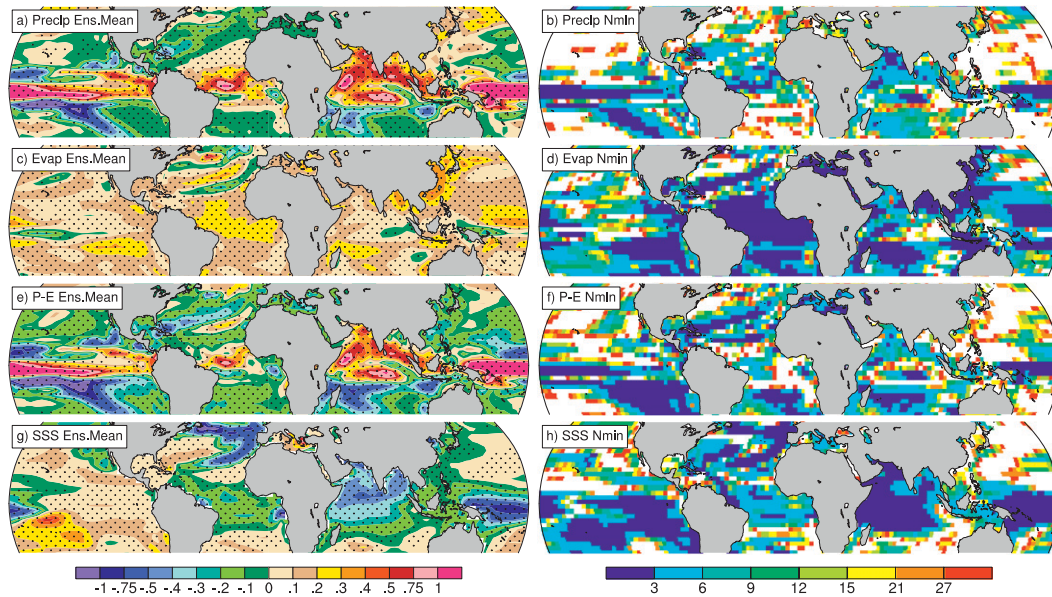 a) Precip Ens.Mean
b) Precip Nmin
c) Evap Ens.Mean
d) Evap Nmin
e) P-E Ens.Mean
f) P-E Nmin
g) SSS Ens.Mean
h) SSS Nmin
-1 -.75 -.5 -.4 -.3 -.2 -.1 0 .1 .2 .3 .4 .5 .75 1
3 6 9 12 15 21 27